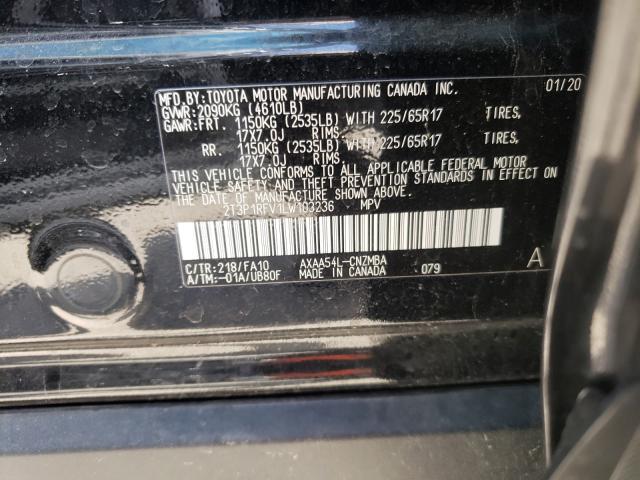 MFD.BY:TOYOTA MOTOR MANUFACTURING CANADA INC. 01/20
GVWR:2090KG (4610LB)
GAWR:FRT. 1150KG (2535LB) WITH 225/65R17 TIRES,
17X7.0J RIMS.
RR. 1150KG (2535LB) WITH 225/65R17 TIRES,
17X7.0J RIMS.
THIS VEHICLE CONFORMS TO ALL APPLICABLE FEDERAL MOTOR
VEHICLE SAFETY AND THEFT PREVENTION STANDARDS IN EFFECT ON
THE DATE OF MANUFACTURE SHOWN ABOVE.
2T3P1RFV1LW103236 MPV
C/TR:218/FA10 AXAA54L-CNZMBA A
A/TM:-01A/UB80F MADE IN CANADA 079